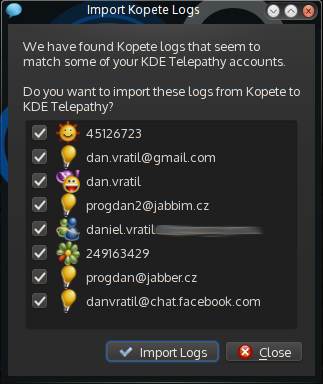 Import Kopete Logs
We have found Kopete logs that seem to
match some of your KDE Telepathy accounts.
Do you want to import these logs from Kopete to
KDE Telepathy?
45126723
dan.vratil@gmail.com
dan.vratil
progdan2@jabbim.cz
daniel.vratil
249163429
progdan@jabber.cz
danvratil@chat.facebook.com
Import Logs
Close